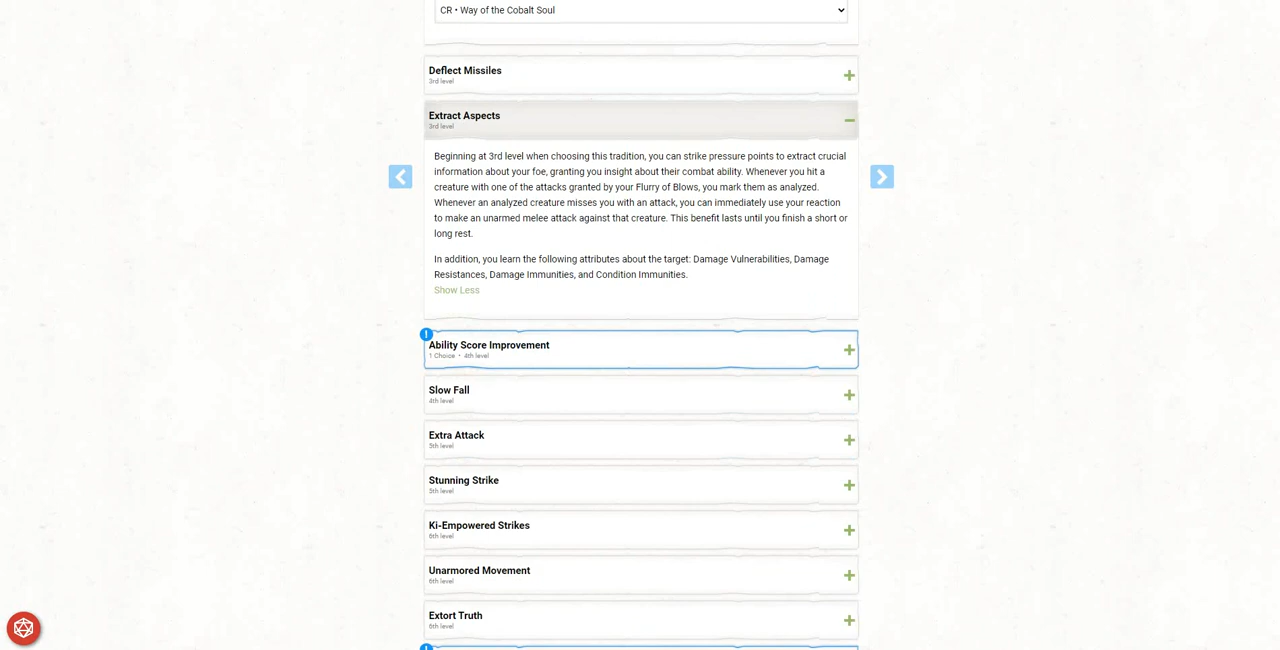 CR • Way of the Cobalt Soul
Deflect Missiles
3rd level
Extract Aspects
3rd level
Beginning at 3rd level when choosing this tradition, you can strike pressure points to extract crucial
information about your foe, granting you insight about their combat ability. Whenever you hit a
creature with one of the attacks granted by your Flurry of Blows, you mark them as analyzed.
Whenever an analyzed creature misses you with an attack, you can immediately use your reaction
to make an unarmed melee attack against that creature. This benefit lasts until you finish a short or
long rest.
In addition, you learn the following attributes about the target: Damage Vulnerabilities, Damage
Resistances, Damage Immunities, and Condition Immunities.
Show Less
!
Ability Score Improvement
1 Choice • 4th level
Slow Fall
4th level
Extra Attack
5th level
Stunning Strike
5th level
Ki-Empowered Strikes
6th level
Unarmored Movement
6th level
Extort Truth
6th level